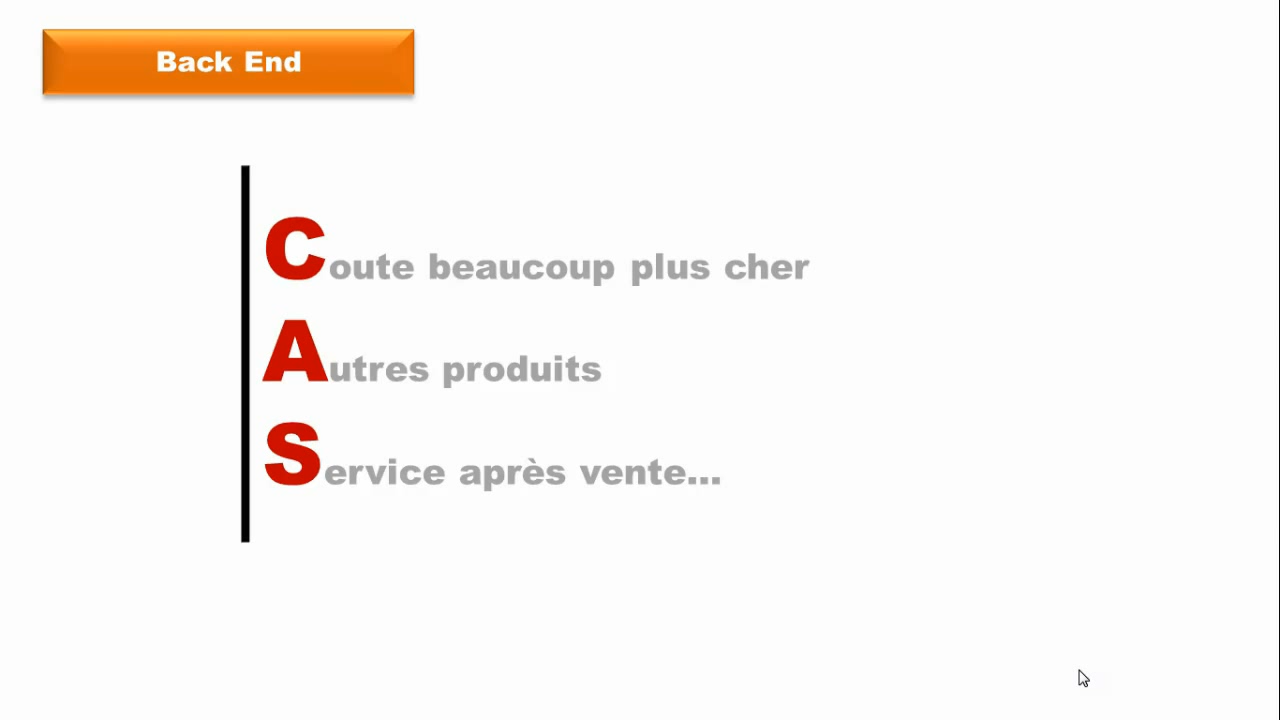 Back End
Coute beaucoup plus cher
Autres produits
Service après vente...